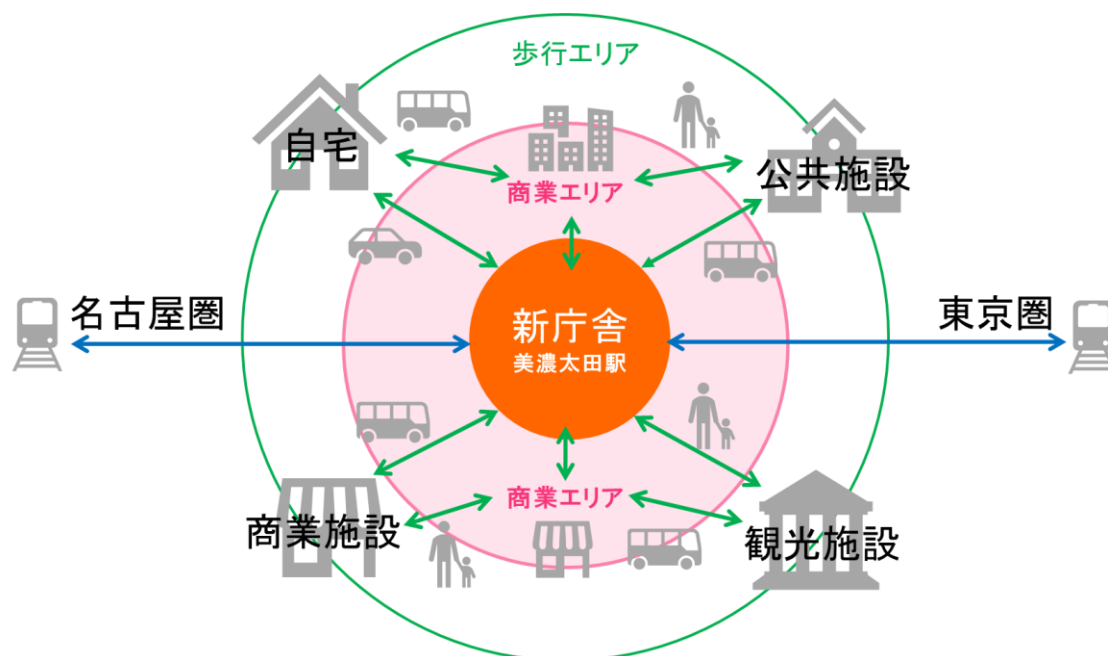 歩行エリア
自宅
公共施設
商業エリア
名古屋圏
東京圏
新庁舎
美濃太田駅
商業エリア
商業施設
観光施設